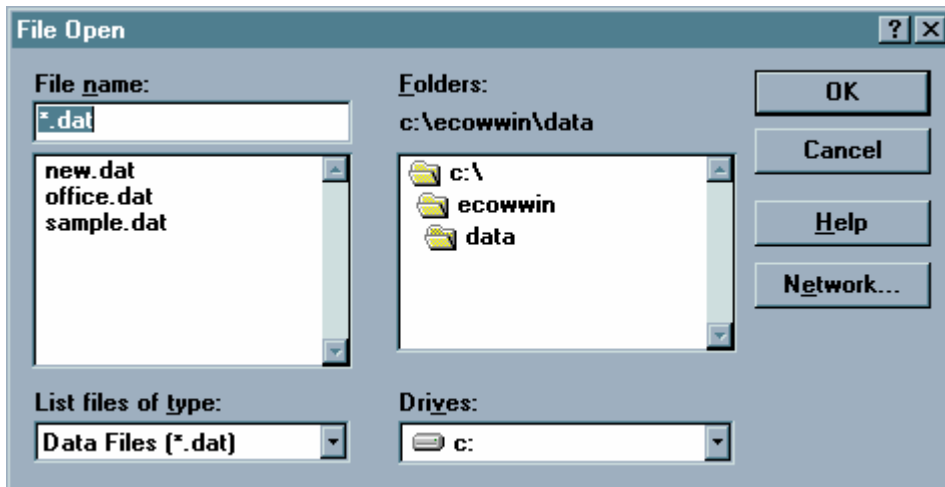 File Open
File name:
*.dat
new.dat
office.dat
sample.dat
List files of type:
Data Files (*.dat)
Folders:
c:\ecowwin\data
c:\
ecowwin
data
Drives:
c:
OK
Cancel
Help
Network...